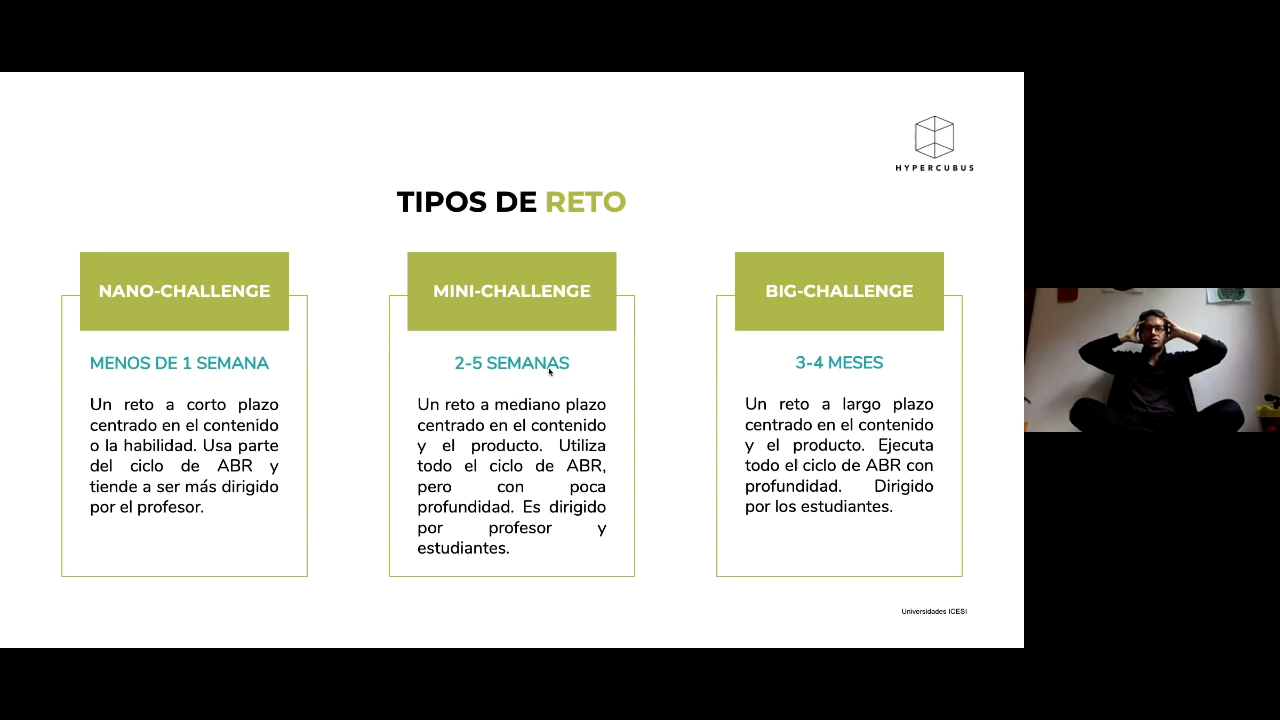 HYPERCUBUS
TIPOS DE RETO
NANO-CHALLENGE
MENOS DE 1 SEMANA
Un reto a corto plazo
centrado en el contenido
o la habilidad. Usa parte
del ciclo de ABR y
tiende a ser más dirigido
por el profesor.
MINI-CHALLENGE
2-5 SEMANAS
Un reto a mediano plazo
centrado en el contenido
y el producto. Utiliza
todo el ciclo de ABR,
pero con poca
profundidad. Es dirigido
por profesor y
estudiantes.
BIG-CHALLENGE
3-4 MESES
Un reto a largo plazo
centrado en el contenido
y el producto. Ejecuta
todo el ciclo de ABR con
profundidad. Dirigido
por los estudiantes.
Universidades ICESI